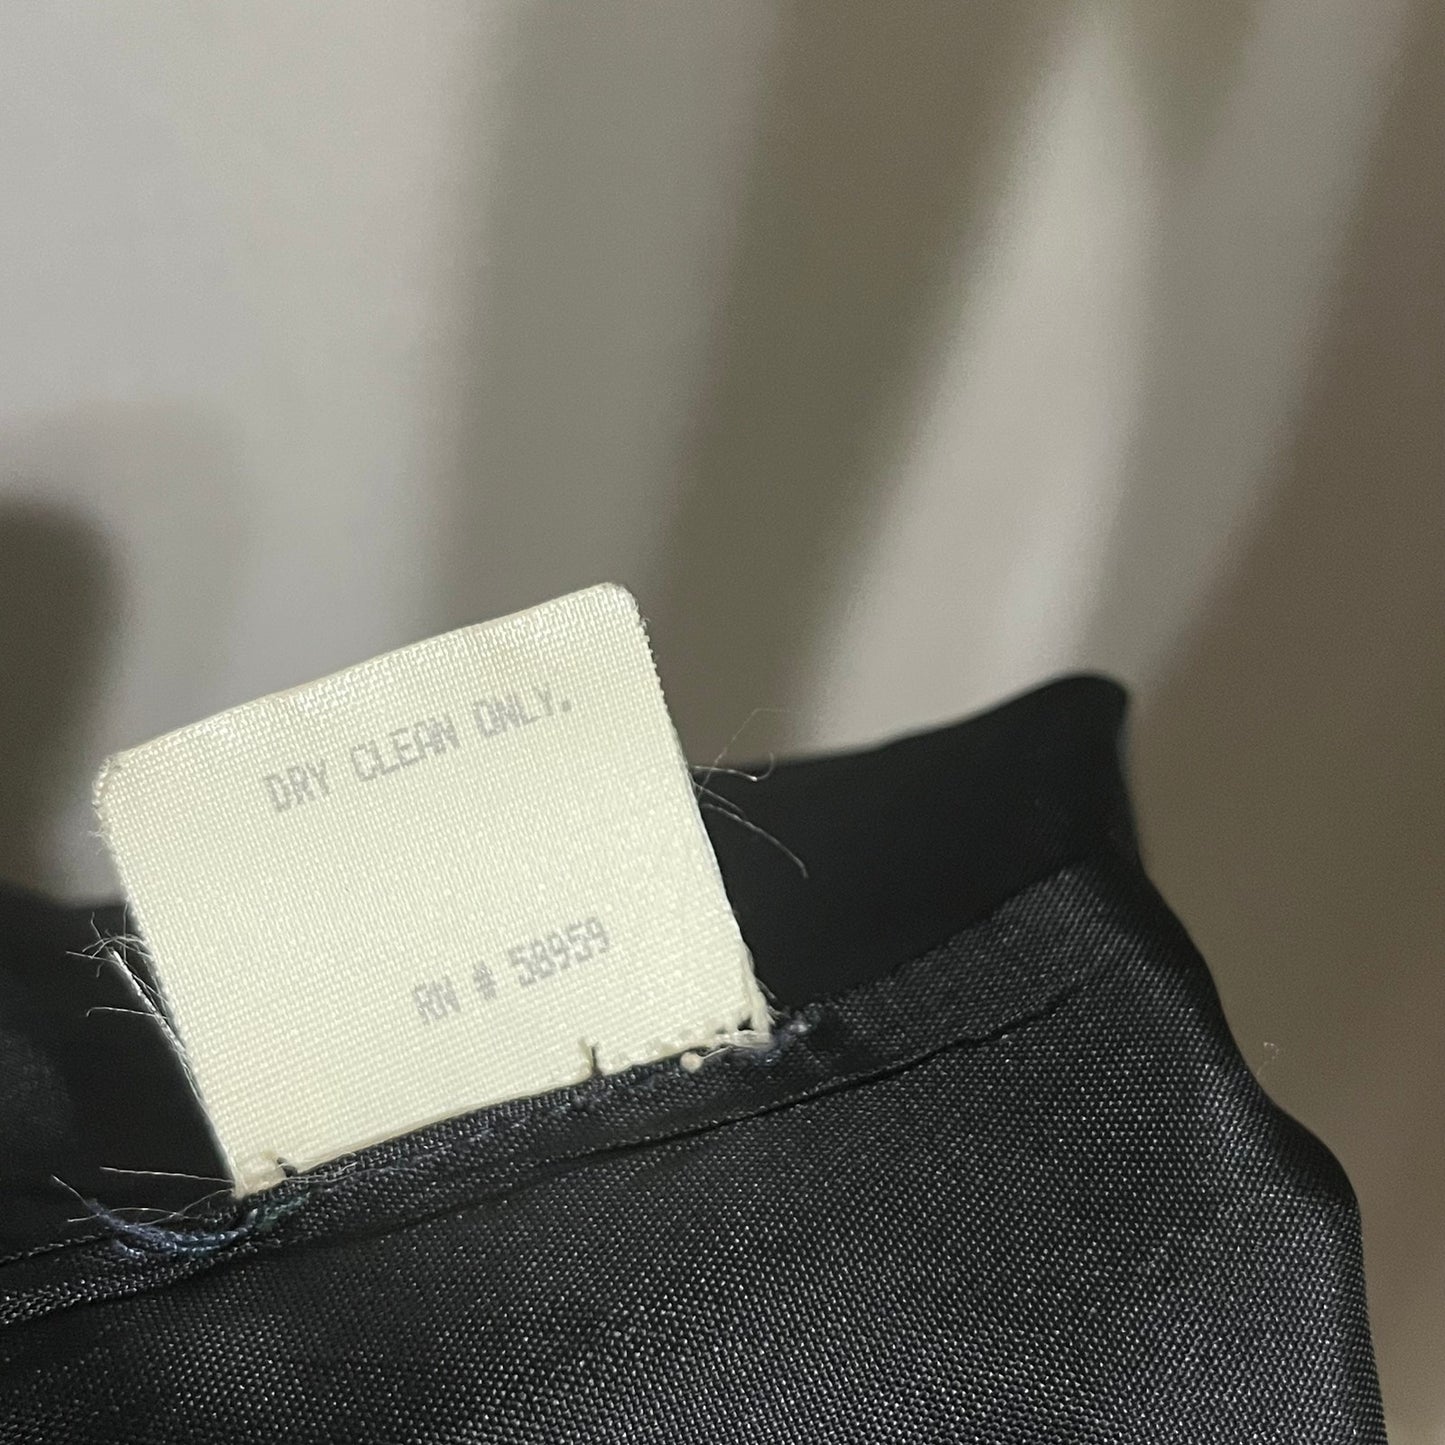 DRY CLEAN ONLY.
RN # 58959